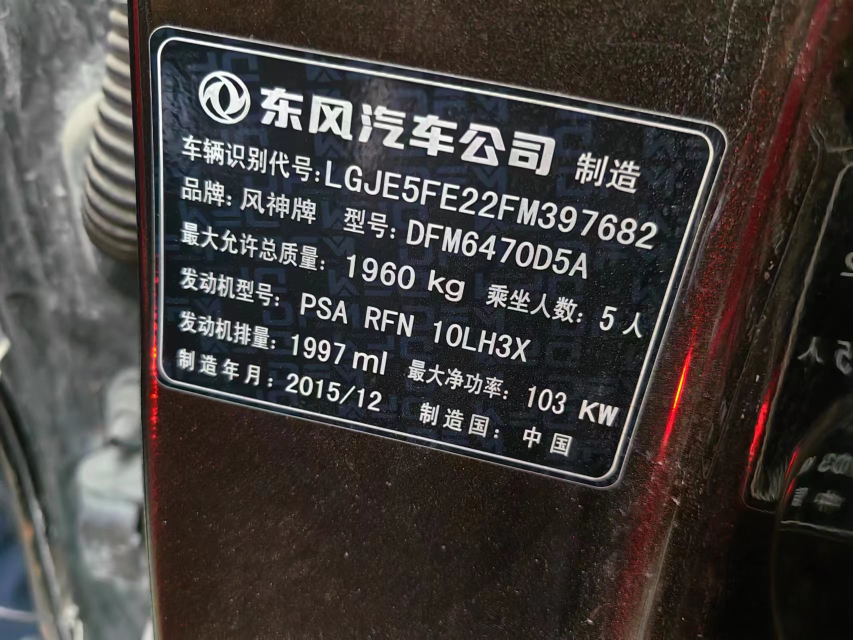 东风汽车公司 制造
车辆识别代号:LGJE5FE22FM397682
品牌:风神牌 型号:DFM6470D5A
最大允许总质量:1960 kg 乘坐人数:5人
发动机型号:PSA RFN 10LH3X
发动机排量:1997 ml 最大净功率:103 KW
制造年月:2015/12 制造国:中国